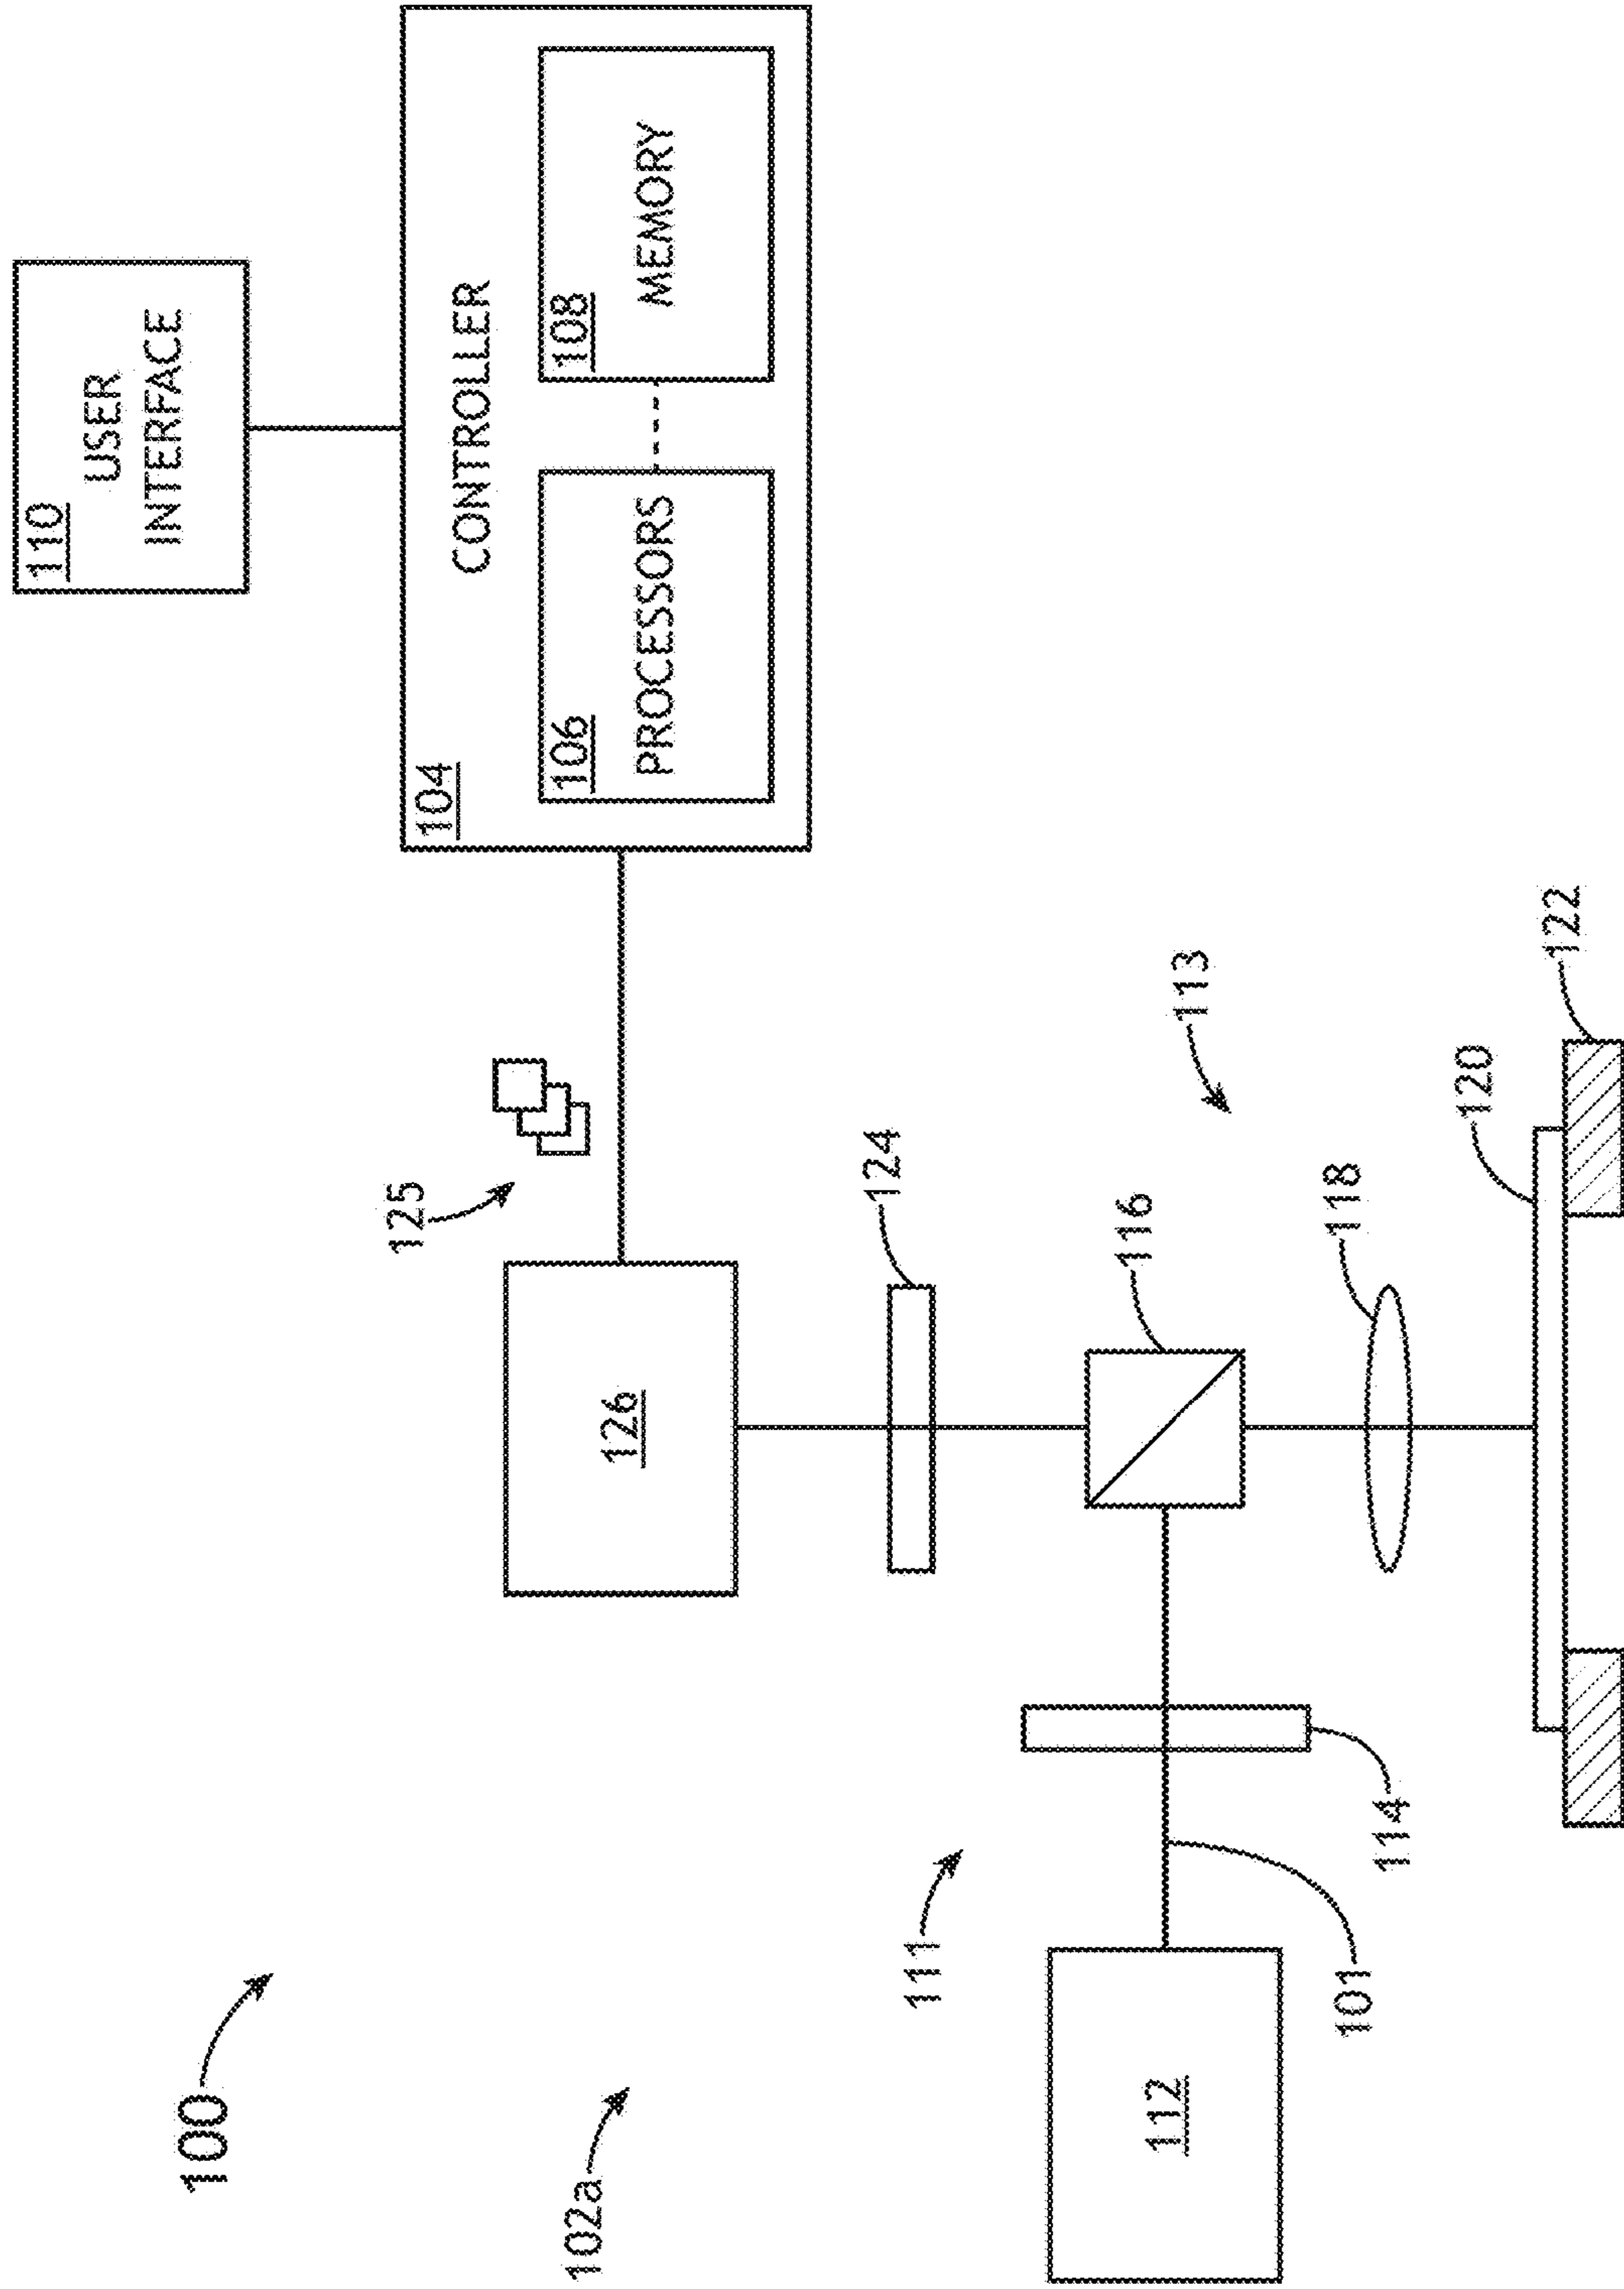 100
102a
110
USER
INTERFACE
104
CONTROLLER
106
PROCESSORS
108
MEMORY
125
126
124
111
113
116
112
101
114
118
120
122